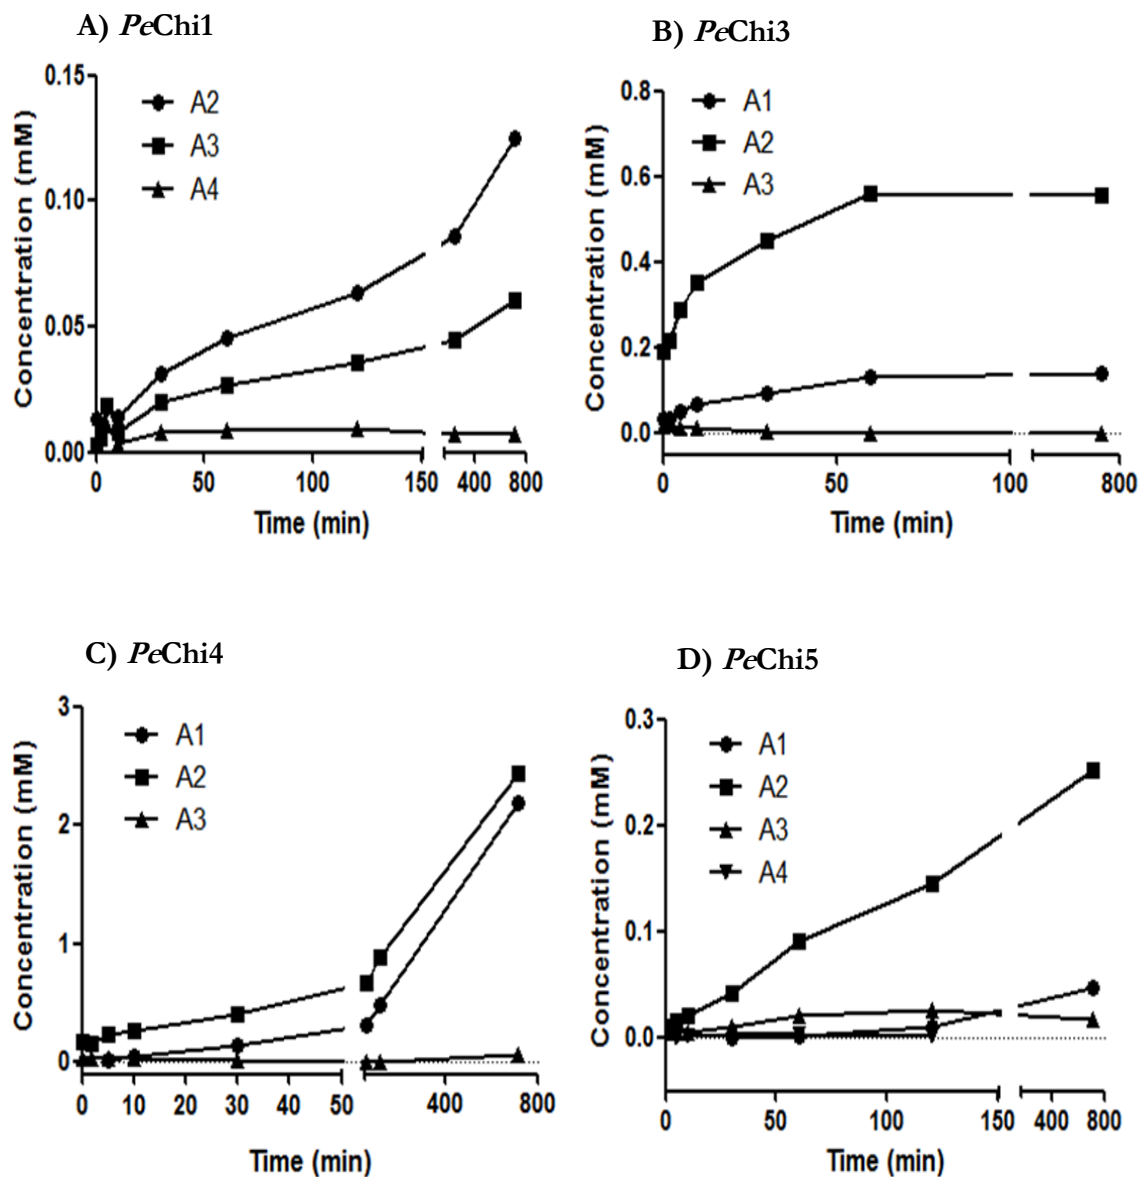 A) PeChi1
0.15
0.10
0.05
0.00
Concentration (mM)
A2
A3
A4
0 50 100 150 400 800
Time (min)
B) PeChi3
0.8
0.6
0.4
0.2
0.0
Concentration (mM)
A1
A2
A3
0 50 100 800
Time (min)
C) PeChi4
3
2
1
0
Concentration (mM)
A1
A2
A3
0 10 20 30 40 50 400 800
Time (min)
D) PeChi5
0.3
0.2
0.1
0.0
Concentration (mM)
A1
A2
A3
A4
0 50 100 150 400 800
Time (min)